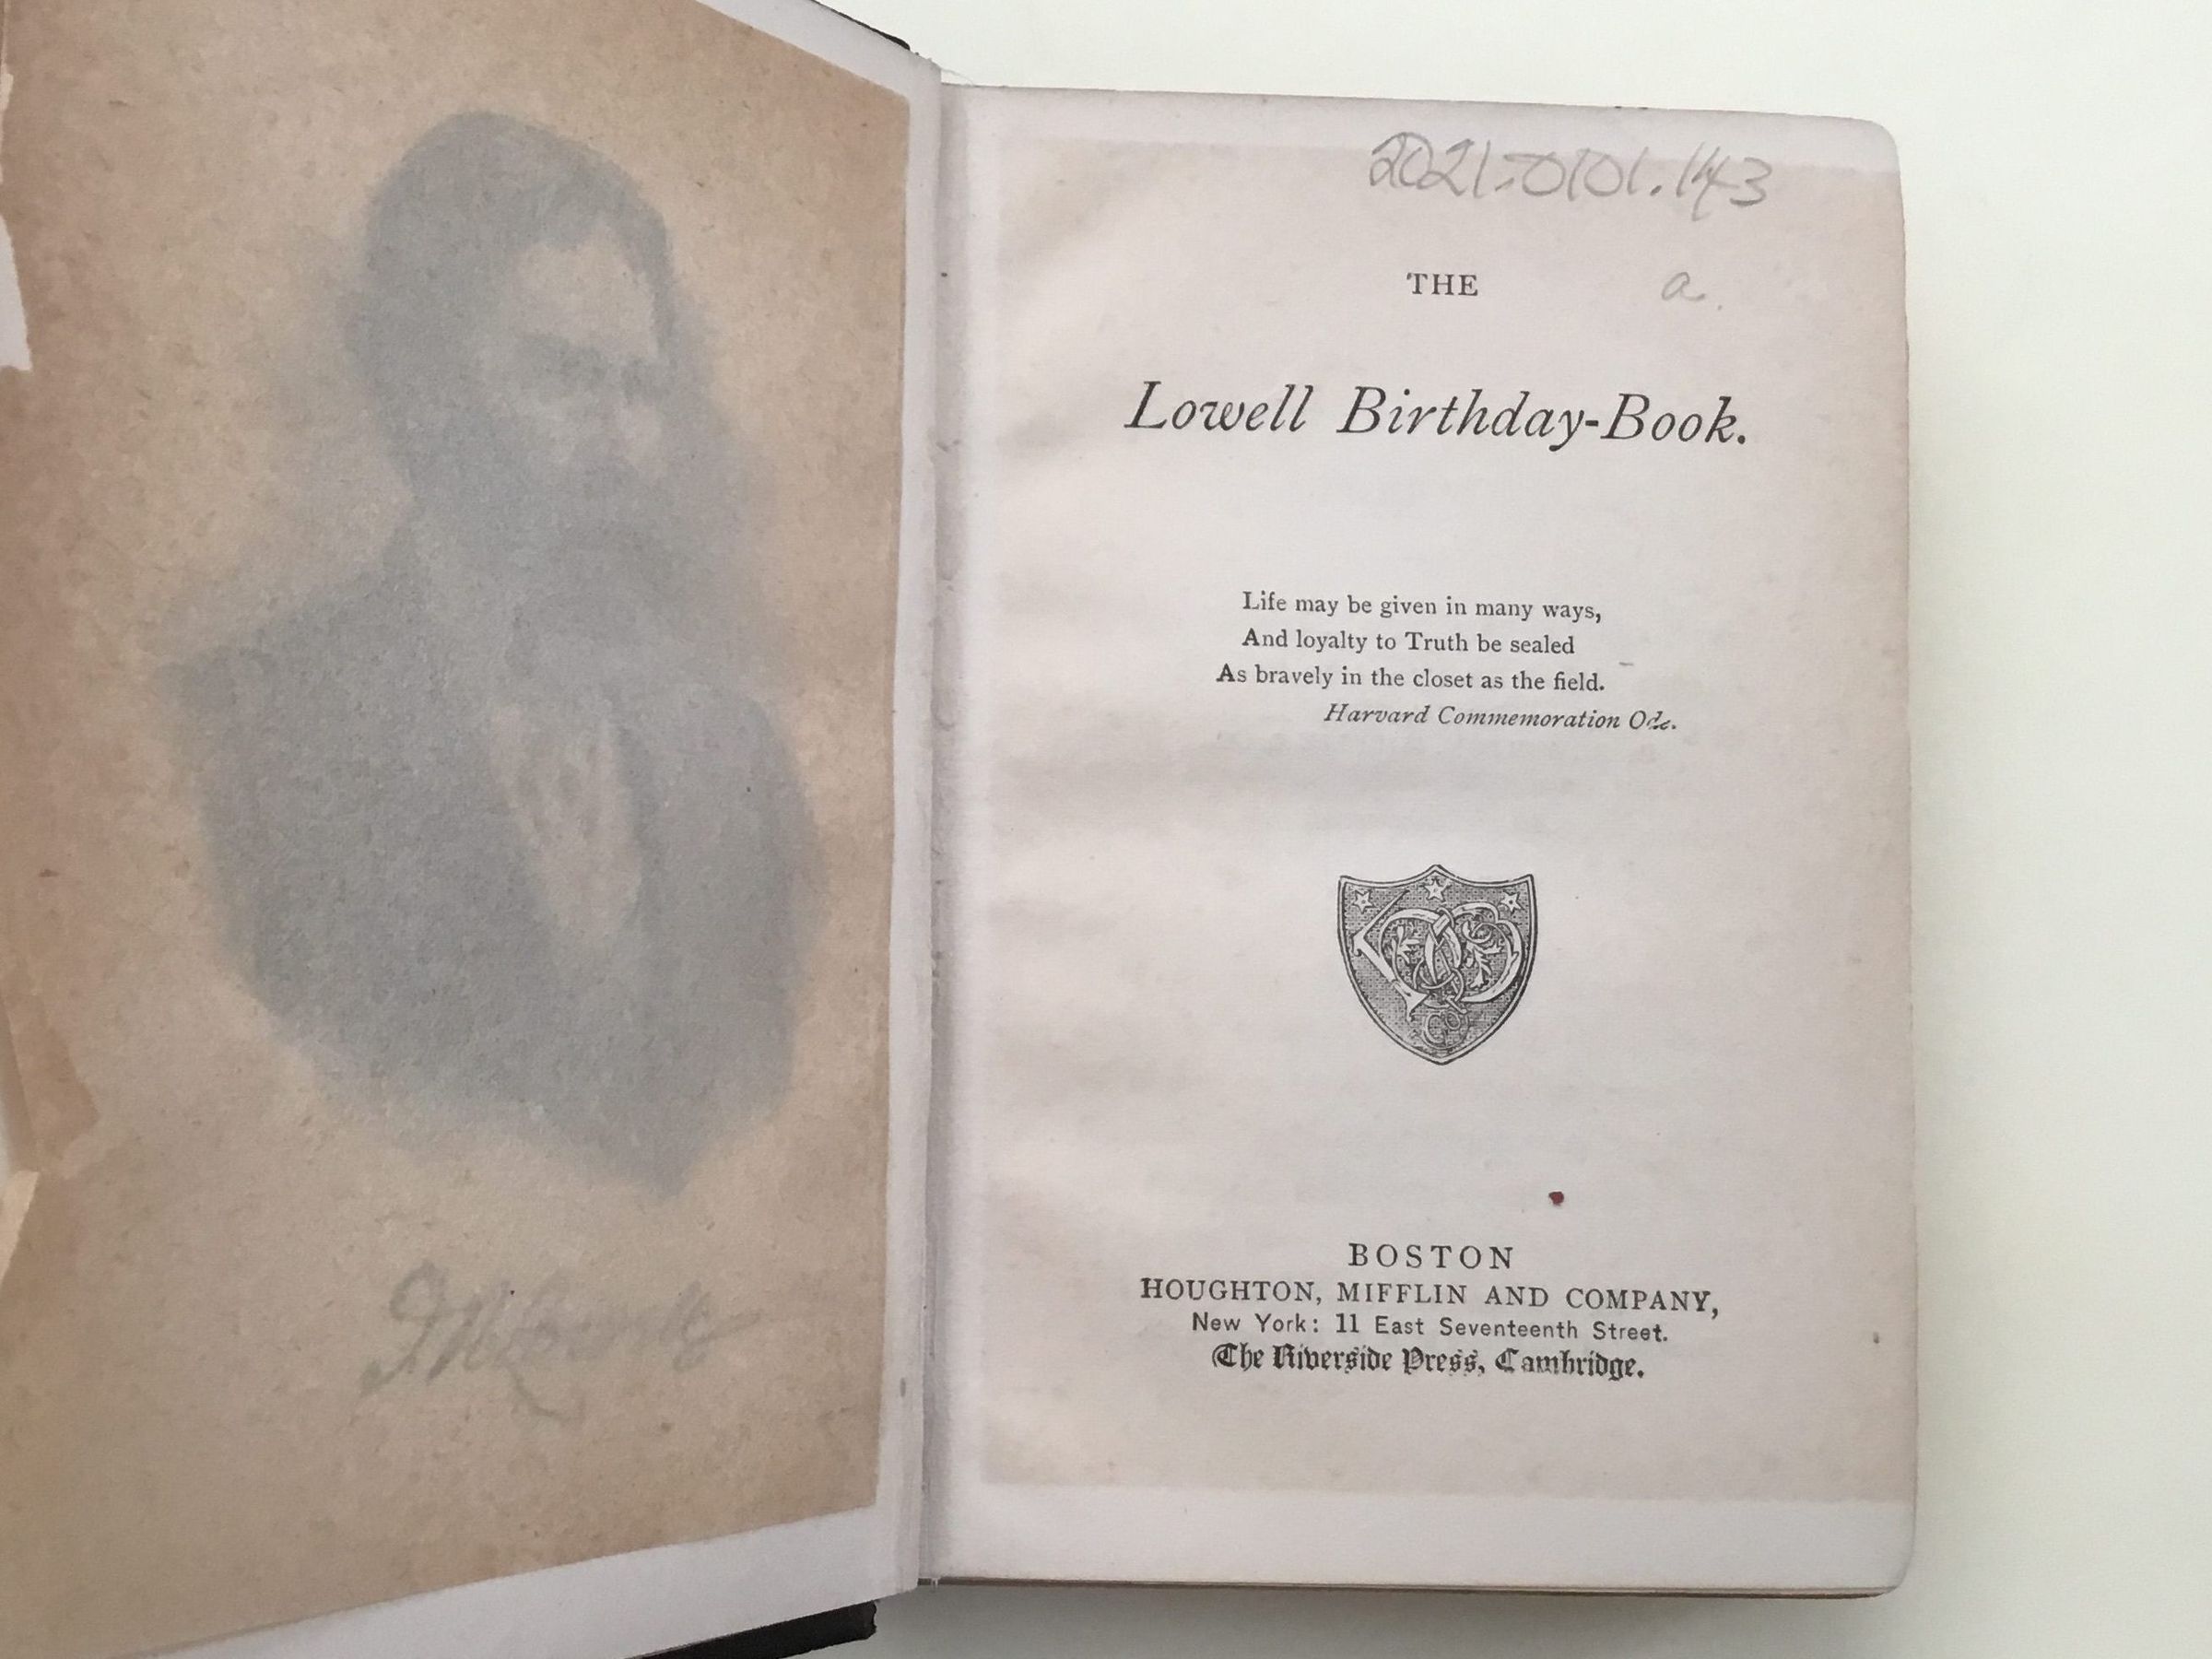 2021-0101.143
THE a.
Lowell Birthday-Book.
Life may be given in many ways,
And loyalty to Truth be sealed
As bravely in the closet as the field.
Harvard Commemoration Ode.
Co.
BOSTON
HOUGHTON, MIFFLIN AND COMPANY,
New York: 11 East Seventeenth Street.
The Riverside Press, Cambridge.
J. R. Lowell